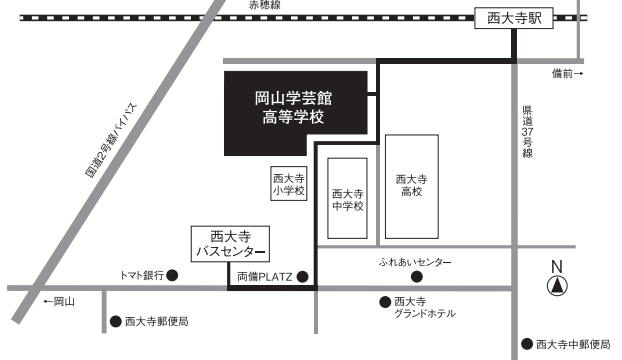 赤穂線
西大寺駅
備前→
岡山学芸館
高等学校
県道37号線
国道2号線バイパス
西大寺
小学校
西大寺
中学校
西大寺
高校
西大寺
バスセンター
トマト銀行
両備PLATZ
ふれあいセンター
N
←岡山
西大寺
グランドホテル
西大寺郵便局
西大寺中郵便局